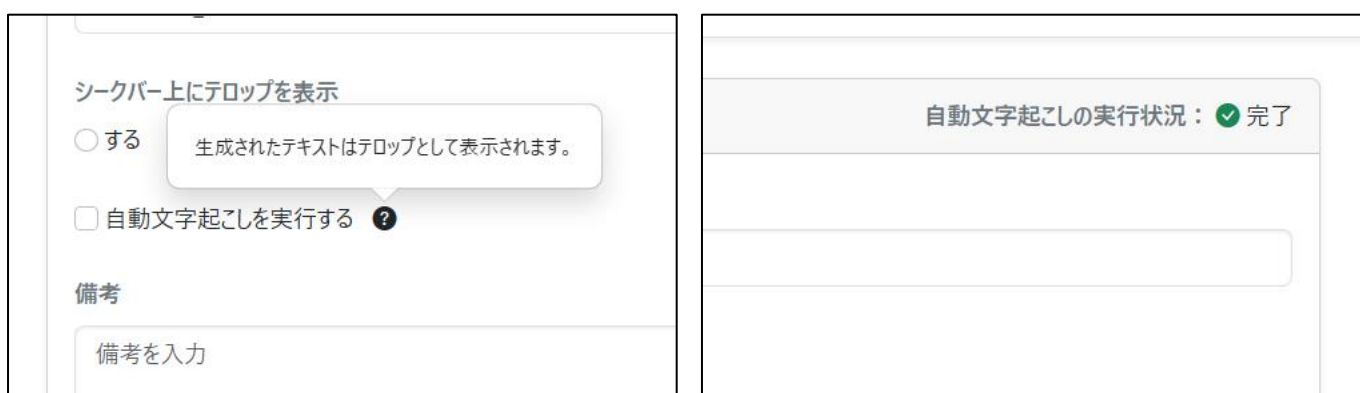 シークバー上にテロップを表示
する
生成されたテキストはテロップとして表示されます。
自動文字起こしを実行する ?
備考
備考を入力
自動文字起こしの実行状況： 完了